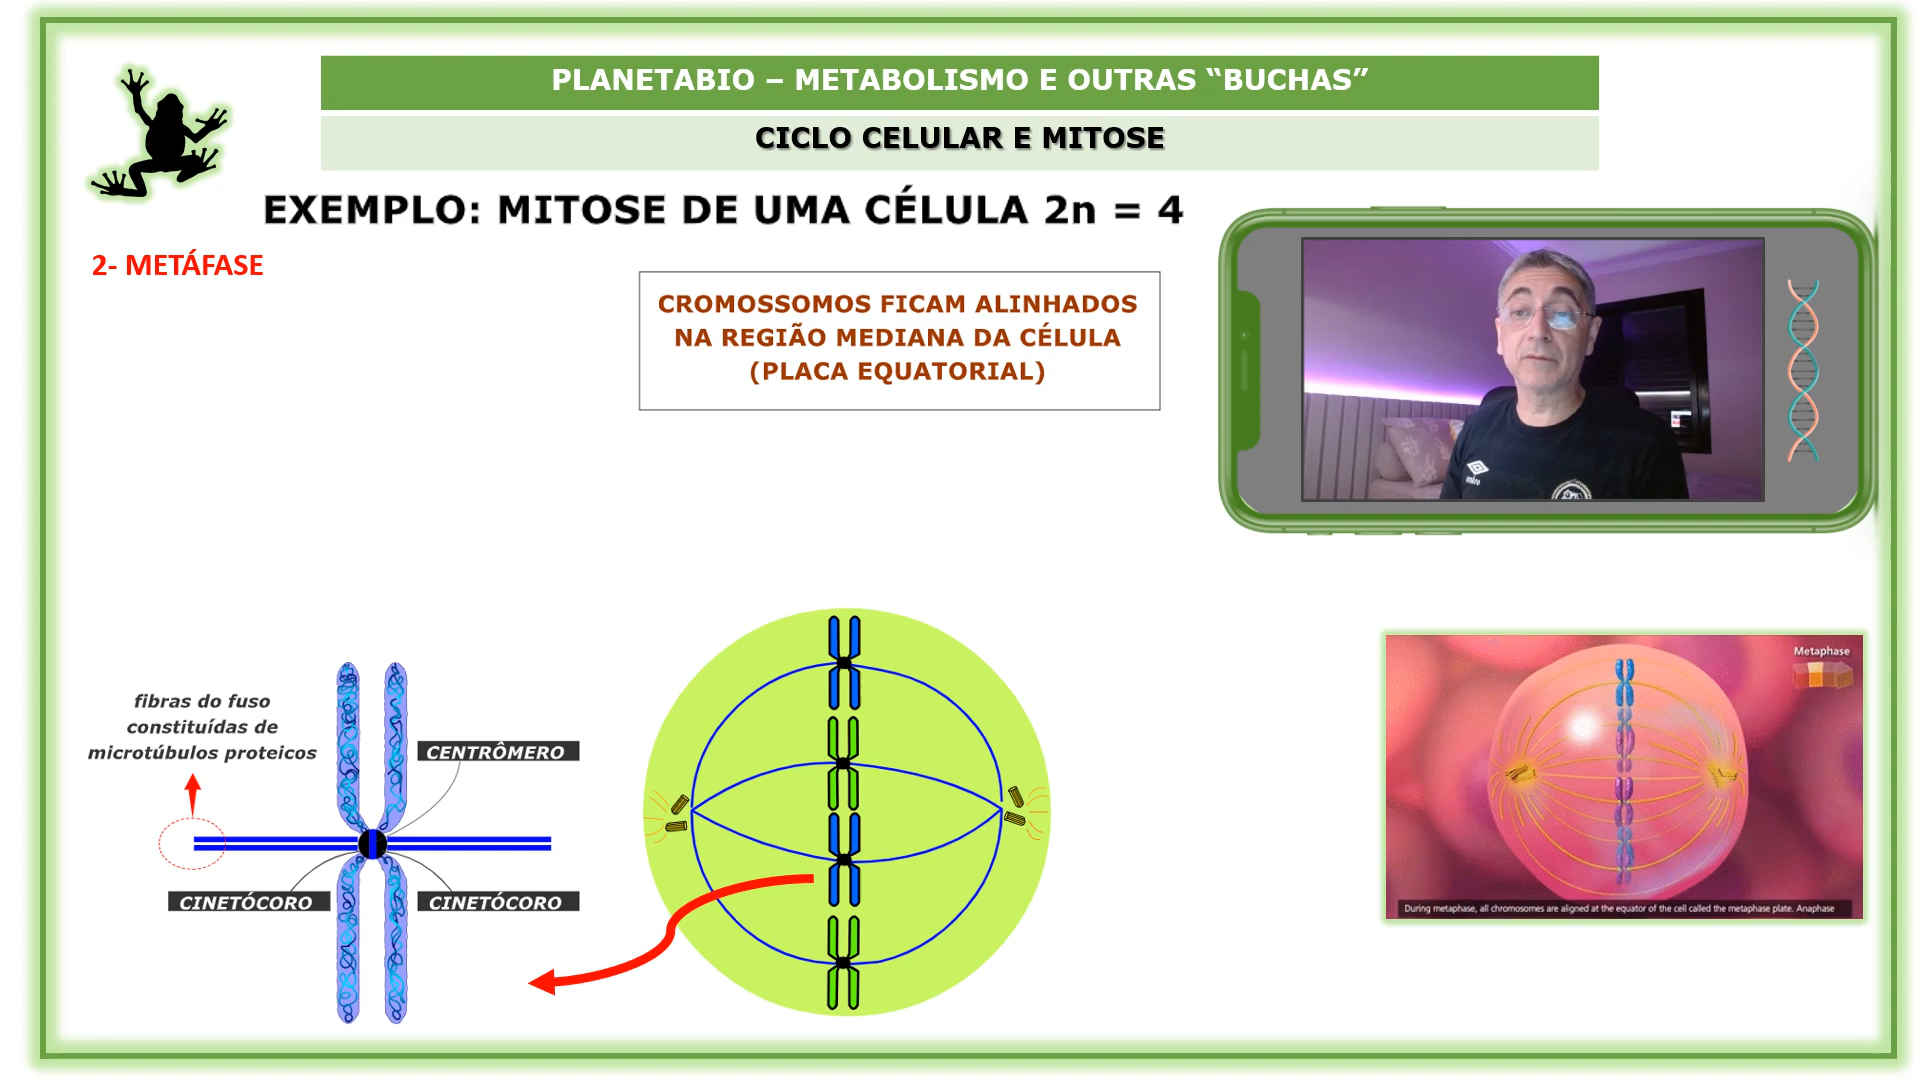 PLANETABIO – METABOLISMO E OUTRAS “BUCHAS”
CICLO CELULAR E MITOSE
EXEMPLO: MITOSE DE UMA CÉLULA 2n = 4
2- METÁFASE
CROMOSSOMOS FICAM ALINHADOS
NA REGIÃO MEDIANA DA CÉLULA
(PLACA EQUATORIAL)
umbro
fibras do fuso
constituídas de
microtúbulos proteicos
CENTRÔMERO
CINETÓCORO
CINETÓCORO
Metaphase
During metaphase, all chromosomes are aligned at the equator of the cell called the metaphase plate. Anaphase